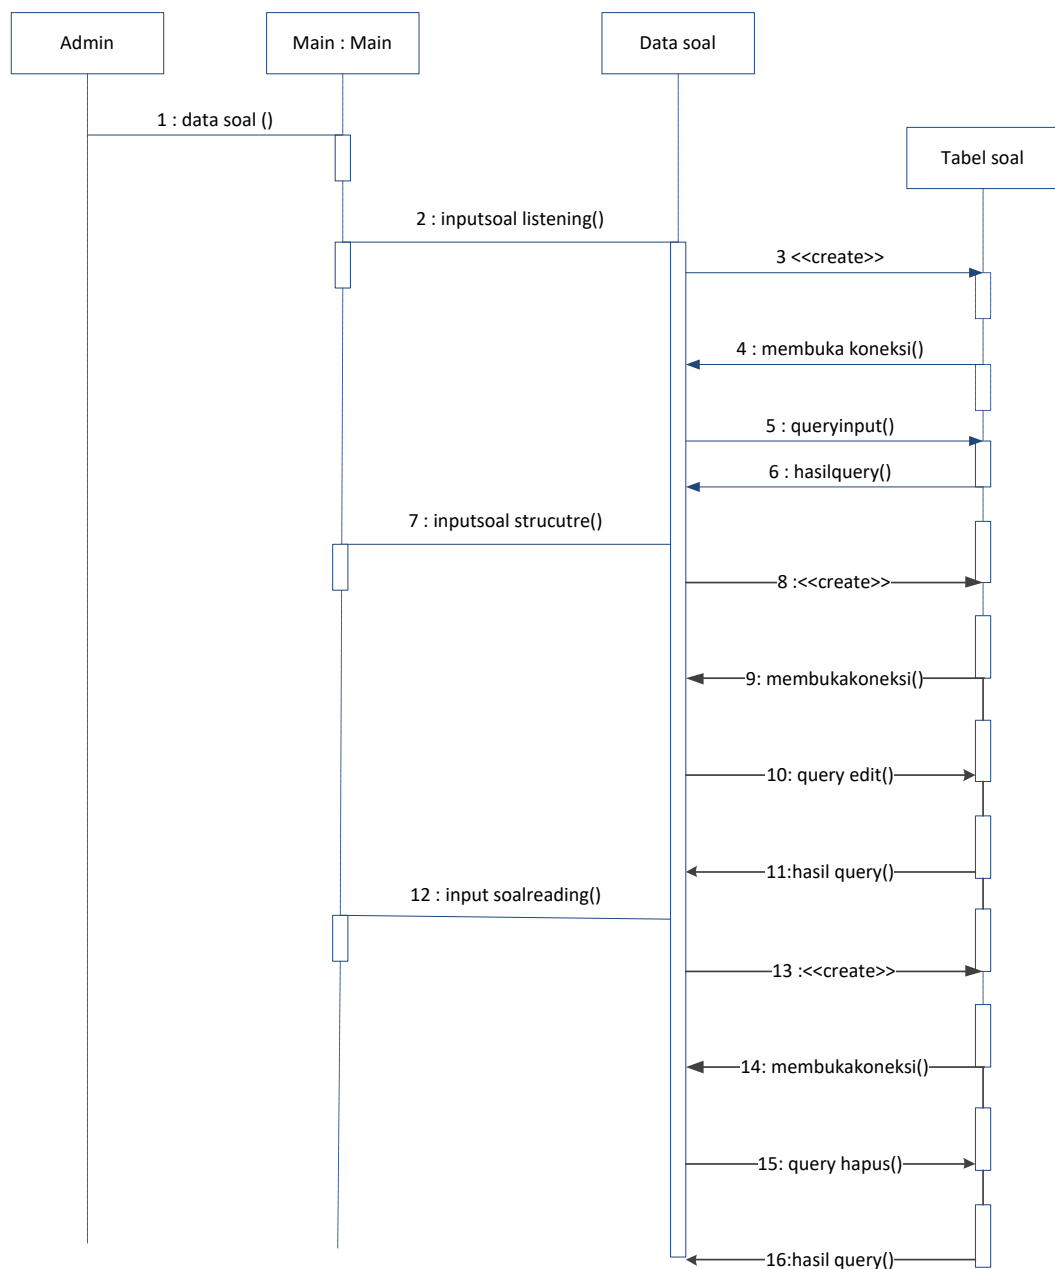 Admin
Main : Main
Data soal
Tabel soal
1 : data soal ()
2 : inputsoal listening()
3 <<create>>
4 : membuka koneksi()
5 : queryinput()
6 : hasilquery()
7 : inputsoal strucutre()
8 :<<create>>
9: membukakoneksi()
10: query edit()
11:hasil query()
12 : input soalreading()
13 :<<create>>
14: membukakoneksi()
15: query hapus()
16:hasil query()